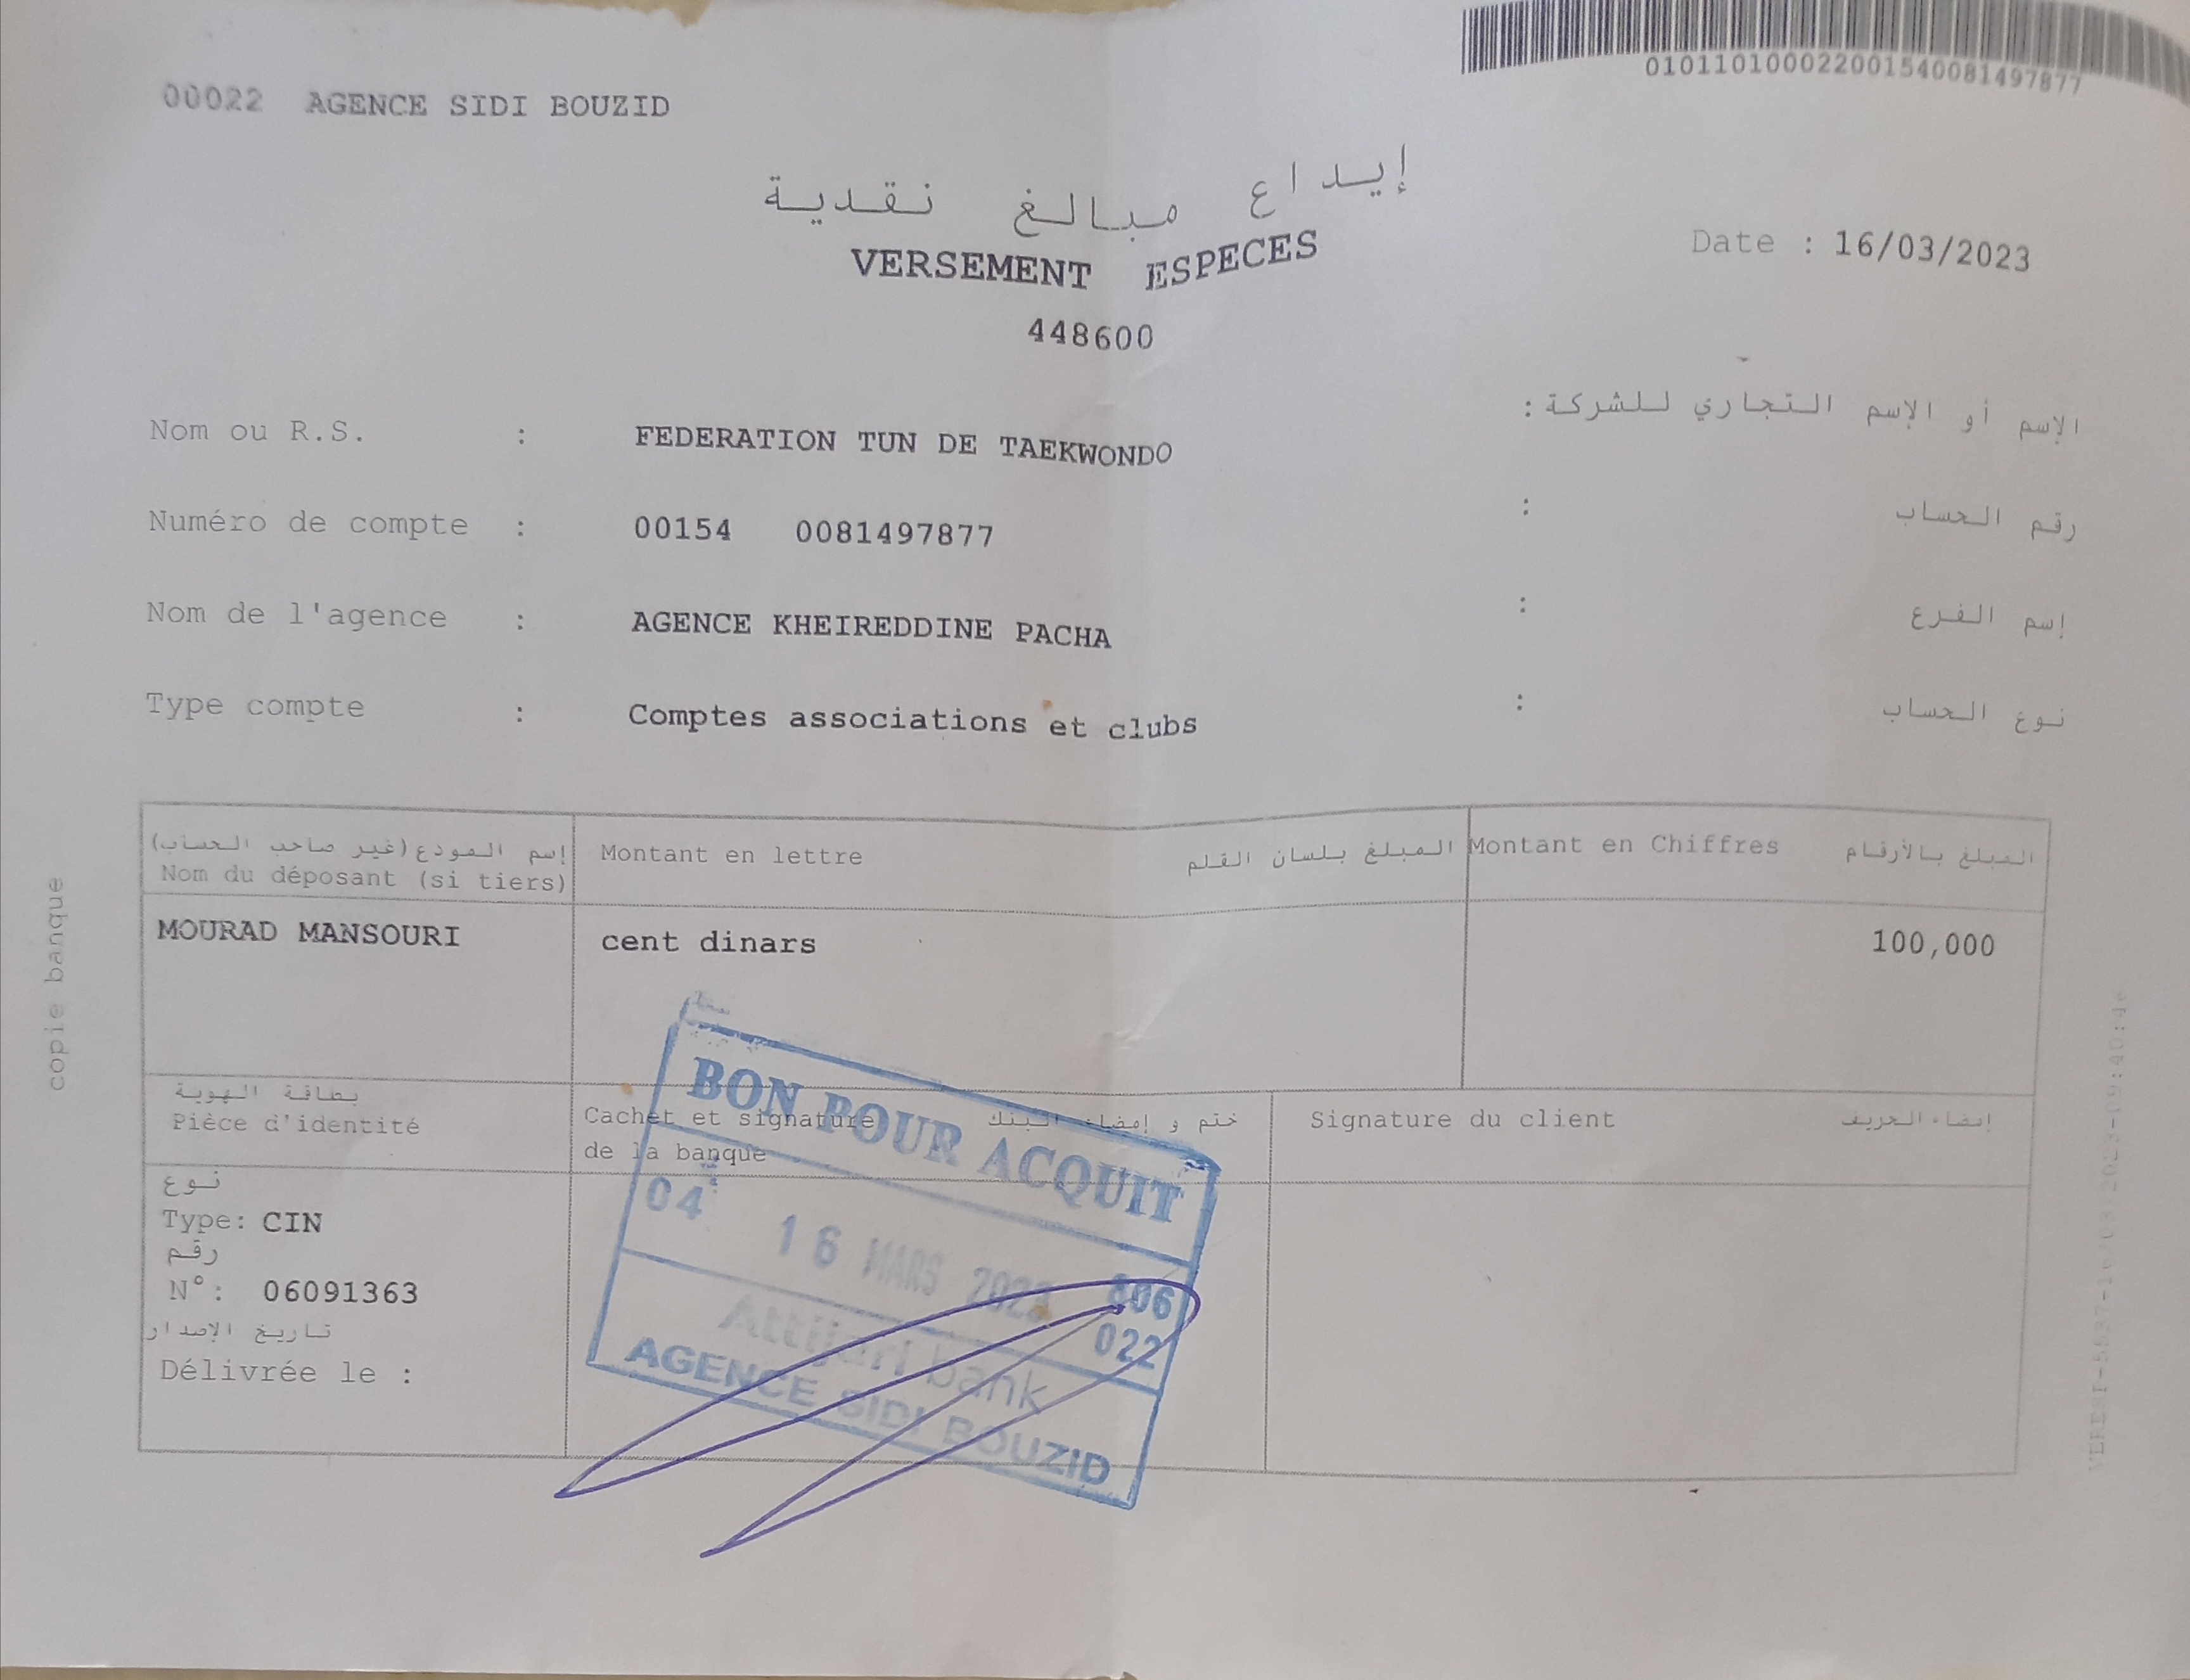 010110100022001540081497877
00022 AGENCE SIDI BOUZID
إيداع مبالغ نقدية
VERSEMENT ESPECES
Date : 16/03/2023
448600
Nom ou R.S. : FEDERATION TUN DE TAEKWONDO : الإسم أو الإسم التجاري للشركة
Numéro de compte : 00154 0081497877 : رقم الحساب
Nom de l'agence : AGENCE KHEIREDDINE PACHA : إسم الفرع
Type compte : Comptes associations et clubs : نوع الحساب
إسم المودع (غير صاحب الحساب)
Nom du déposant (si tiers)
Montant en lettre المبلغ بلسان القلم
Montant en Chiffres المبلغ بالأرقام
MOURAD MANSOURI
cent dinars
100,000
بطاقة الهوية
Pièce d'identité
Cachet et signature ختم و إمضاء البنك
de la banque
Signature du client إمضاء الحريف
نوع
Type: CIN
رقم
N°: 06091363
تاريخ الإصدار
Délivrée le :
BON POUR ACQUIT
04 16 MARS 2023 806
022
Attijari bank
AGENCE SIDI BOUZID
copie banque